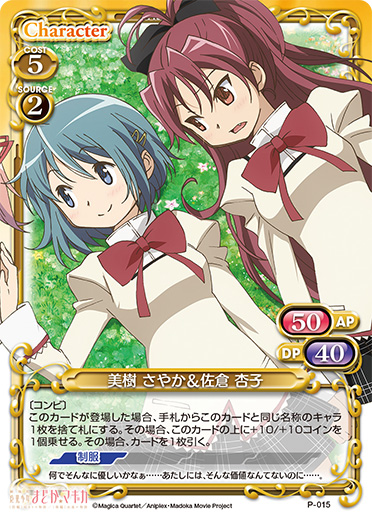 Character
COST
5
SOURCE
2
50 AP
DP 40
美樹 さやか&佐倉 杏子
〔コンビ〕
このカードが登場した場合、手札からこのカードと同じ名称のキャラ
1枚を捨て札にする。その場合、このカードの上に+10/+10コインを
1個乗せる。その場合、カードを1枚引く。
制服
何でそんなに優しいかなぁ……あたしには、そんな価値なんてないのに……。
まどか☆マギカ
©Magica Quartet/Aniplex・Madoka Movie Project
P-015